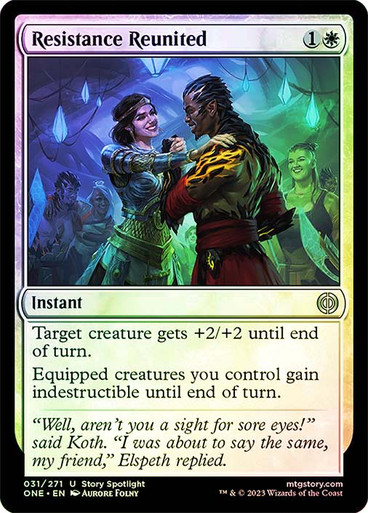 Resistance Reunited 1
Instant
Target creature gets +2/+2 until end
of turn.
Equipped creatures you control gain
indestructible until end of turn.
“Well, aren’t you a sight for sore eyes!”
said Koth. “I was about to say the same,
my friend,” Elspeth replied.
031/271 U Story Spotlight mtgstory.com
ONE • EN Aurore Folny ™ & © 2023 Wizards of the Coast